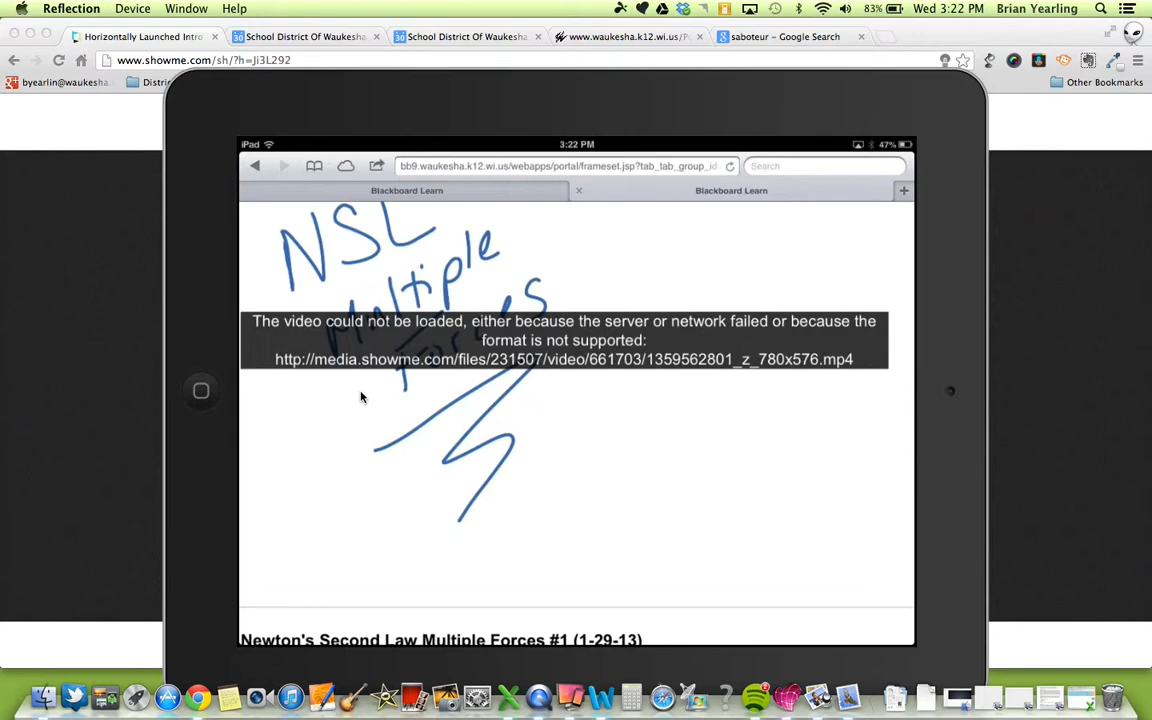 Reflection Device Window Help 83% Wed 3:22 PM Brian Yearling
Horizontally Launched Intro School District Of Waukesha School District Of Waukesha www.waukesha.k12.wi.us/P saboteur - Google Search
www.showme.com/sh/?h=Ji3L292
byearlin@waukesha Distri Other Bookmarks
iPad 3:22 PM 47%
bb9.waukesha.k12.wi.us/webapps/portal/frameset.jsp?tab_tab_group_id Search
Blackboard Learn Blackboard Learn
NSL
Multiple
Forces
The video could not be loaded, either because the server or network failed or because the
format is not supported:
http://media.showme.com/files/231507/video/661703/1359562801_z_780x576.mp4
Newton's Second Law Multiple Forces #1 (1-29-13)